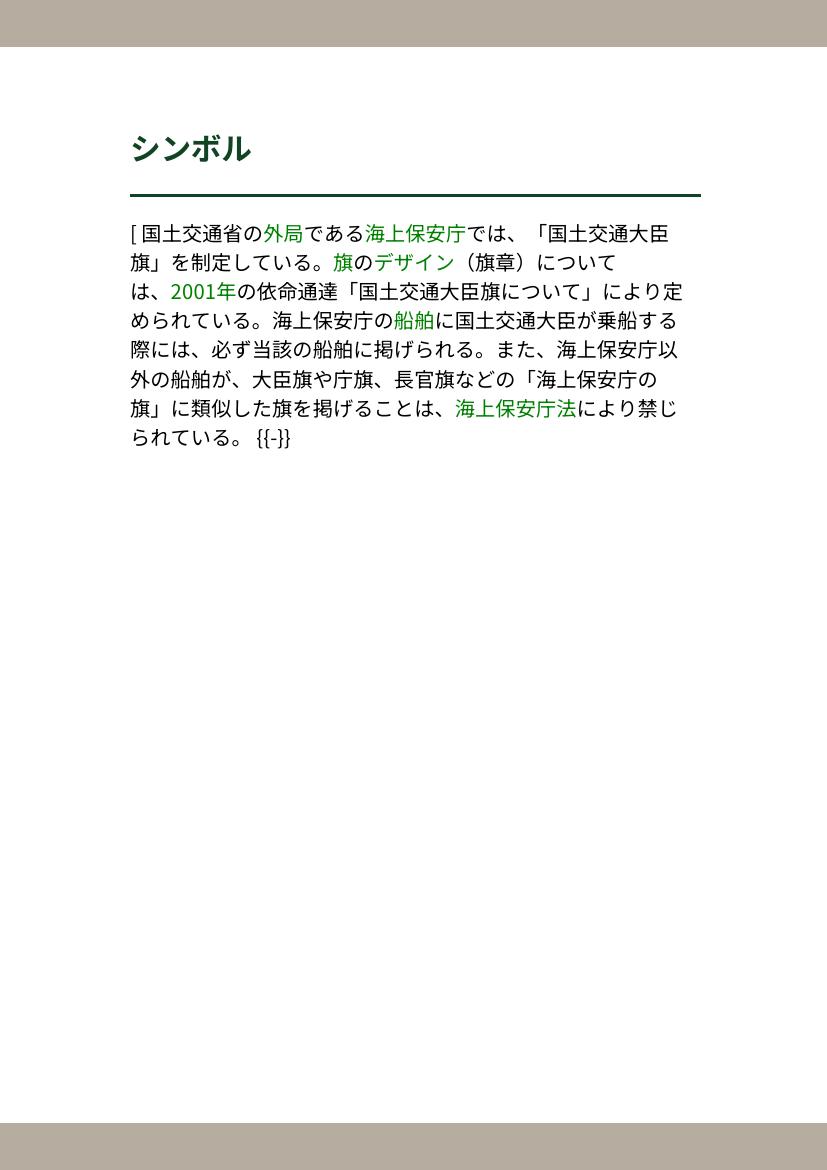 シンボル
[ 国土交通省の外局である海上保安庁では、「国土交通大臣
旗」を制定している。旗のデザイン（旗章）について
は、2001年の依命通達「国土交通大臣旗について」により定
められている。海上保安庁の船舶に国土交通大臣が乗船する
際には、必ず当該の船舶に掲げられる。また、海上保安庁以
外の船舶が、大臣旗や庁旗、長官旗などの「海上保安庁の
旗」に類似した旗を掲げることは、海上保安庁法により禁じ
られている。 {{-}}